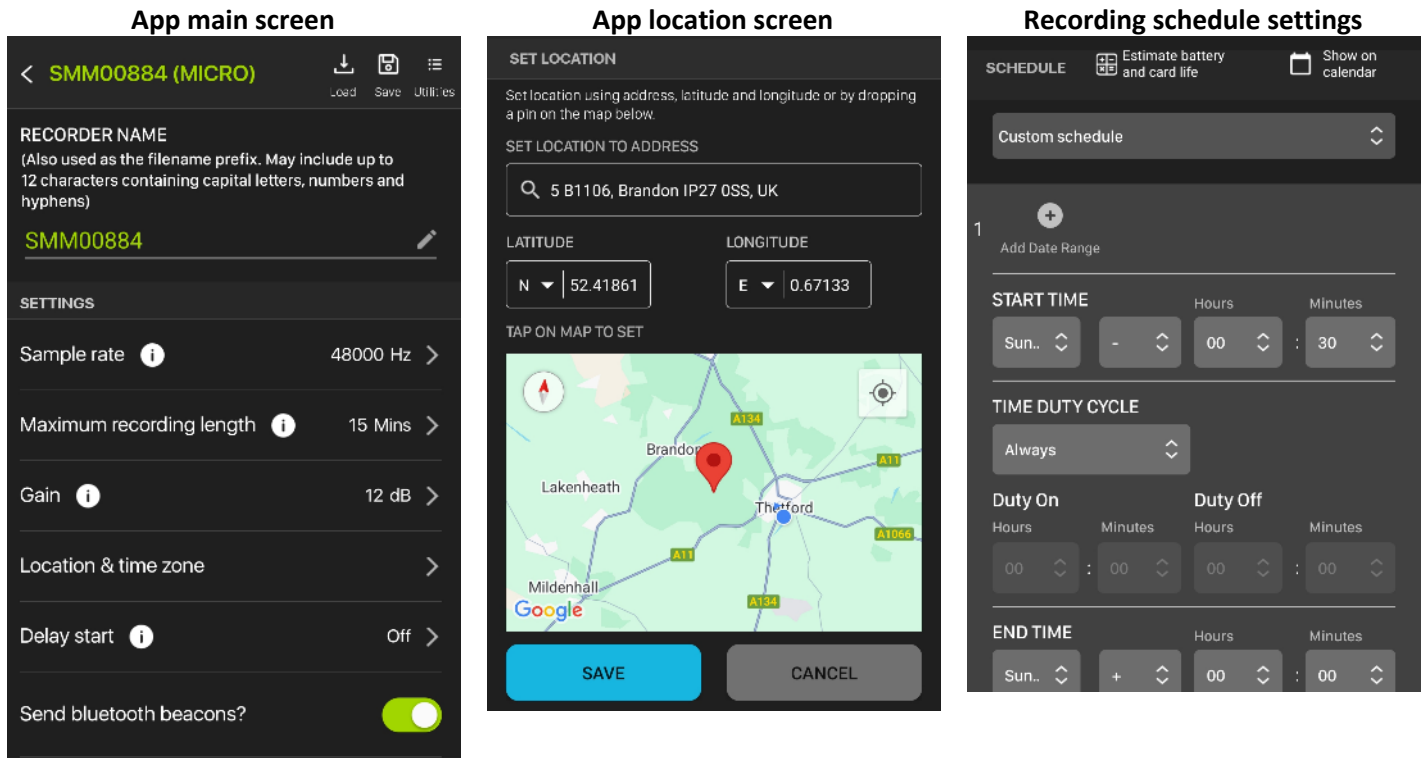 App main screen
SMM00884 (MICRO)
Load Save Utilities
RECORDER NAME
(Also used as the filename prefix. May include up to
12 characters containing capital letters, numbers and
hyphens)
SMM00884
SETTINGS
Sample rate i 48000 Hz
Maximum recording length i 15 Mins
Gain i 12 dB
Location & time zone
Delay start i Off
Send bluetooth beacons?
App location screen
SET LOCATION
Set location using address, latitude and longitude or by dropping
a pin on the map below.
SET LOCATION TO ADDRESS
5 B1106, Brandon IP27 0SS, UK
LATITUDE LONGITUDE
N 52.41861 E 0.67133
TAP ON MAP TO SET
A134
Brandon
A11
Lakenheath
Thetford
A1066
A11
Mildenhall
A134
Google
SAVE CANCEL
Recording schedule settings
SCHEDULE Estimate battery and card life Show on calendar
Custom schedule
1
Add Date Range
START TIME Hours Minutes
Sun.. - 00 : 30
TIME DUTY CYCLE
Always
Duty On Duty Off
Hours Minutes Hours Minutes
00 : 00 00 : 00
END TIME Hours Minutes
Sun.. + 00 : 00